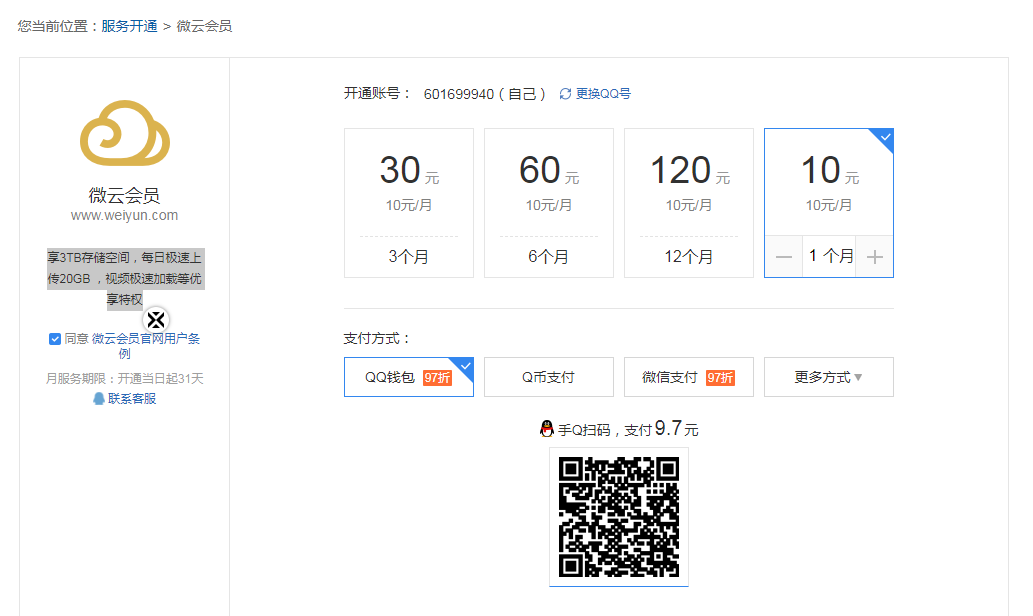 您当前位置：服务开通 > 微云会员
微云会员
www.weiyun.com
享3TB存储空间，每日极速上
传20GB ，视频极速加载等优
享特权
同意 微云会员官网用户条
例
月服务期限：开通当日起31天
联系客服
开通账号： 601699940 ( 自己 ) 更换QQ号
30 元 60 元 120 元 10 元
10元/月 10元/月 10元/月 10元/月
3个月 6个月 12个月 — 1 个月 +
支付方式：
QQ钱包 97折 Q币支付 微信支付 97折 更多方式▼
手Q扫码，支付 9.7 元